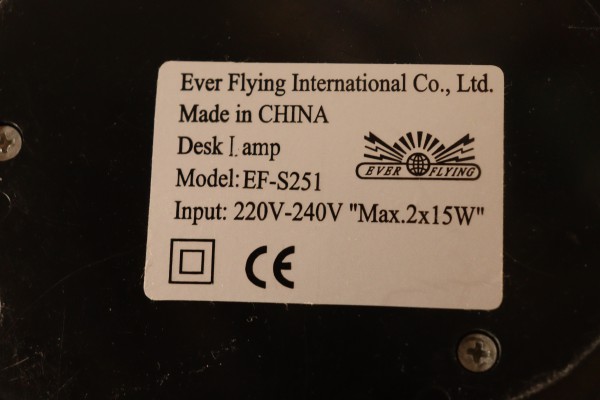 Ever Flying International Co., Ltd.
Made in CHINA
Desk Lamp
Model: EF-S251
EVER FLYING
Input: 220V-240V "Max.2x15W"
CE